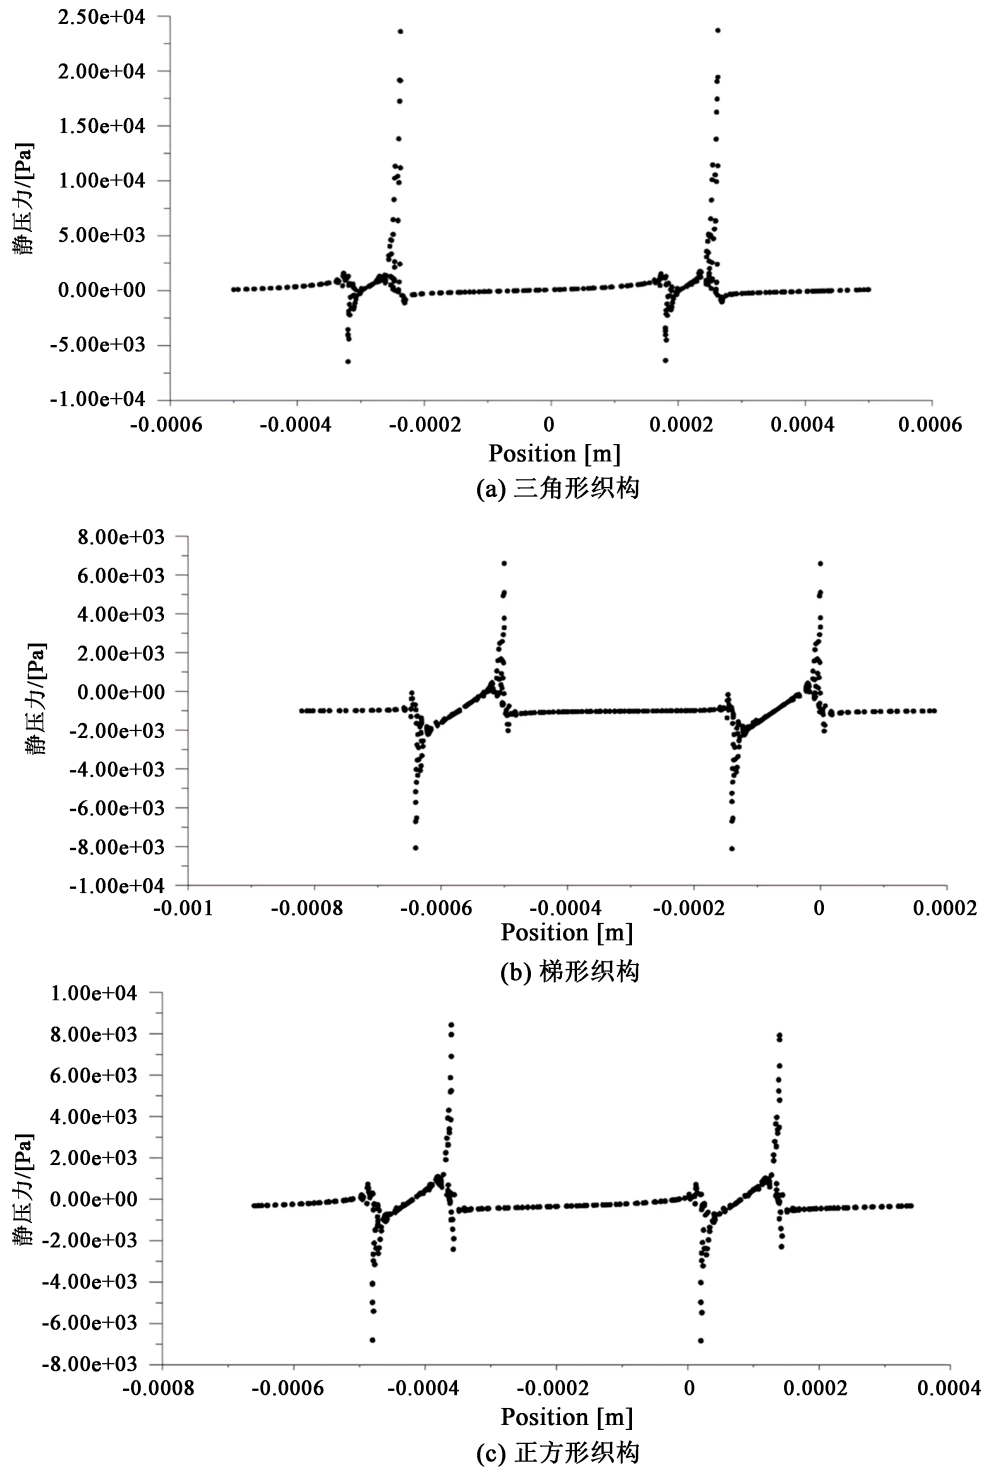 2.50e+04
2.00e+04
1.50e+04
1.00e+04
5.00e+03
0.00e+00
-5.00e+03
-1.00e+04
静压力/[Pa]
-0.0006 -0.0004 -0.0002 0 0.0002 0.0004 0.0006
Position [m]
(a) 三角形织构
8.00e+03
6.00e+03
4.00e+03
2.00e+03
0.00e+00
-2.00e+03
-4.00e+03
-6.00e+03
-8.00e+03
-1.00e+04
静压力/[Pa]
-0.001 -0.0008 -0.0006 -0.0004 -0.0002 0 0.0002
Position [m]
(b) 梯形织构
1.00e+04
8.00e+03
6.00e+03
4.00e+03
2.00e+03
0.00e+00
-2.00e+03
-4.00e+03
-6.00e+03
-8.00e+03
静压力/[Pa]
-0.0008 -0.0006 -0.0004 -0.0002 0 0.0002 0.0004
Position [m]
(c) 正方形织构